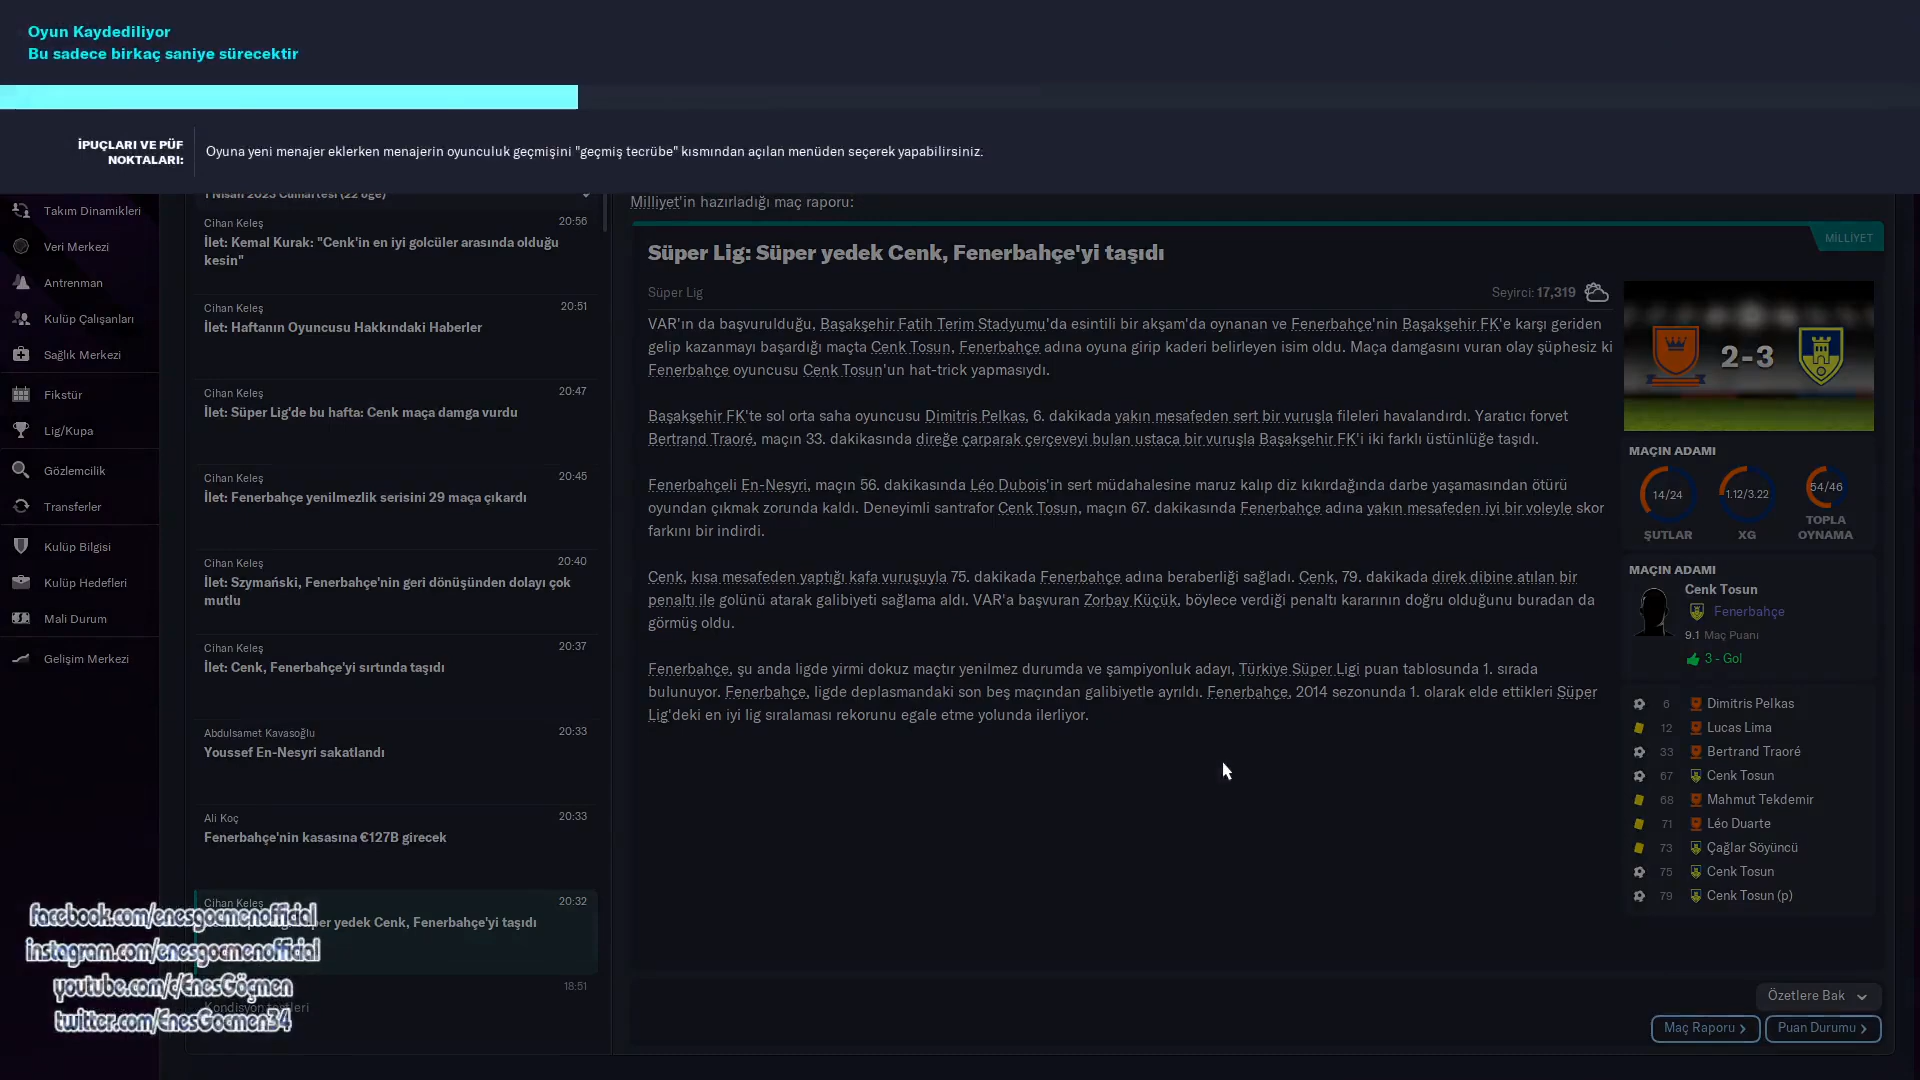 Oyun Kaydediliyor
Bu sadece birkaç saniye sürecektir
İPUÇLARI VE PÜF
NOKTALARI:
Oyuna yeni menajer eklerken menajerin oyunculuk geçmişini "geçmiş tecrübe" kısmından açılan menüden seçerek yapabilirsiniz.
Takım Dinamikleri
Veri Merkezi
Antrenman
Kulüp Çalışanları
Sağlık Merkezi
Fikstür
Lig/Kupa
Gözlemcilik
Transferler
Kulüp Bilgisi
Kulüp Hedefleri
Mali Durum
Gelişim Merkezi
1 Nisan 2023 Cumartesi (22 öğe)
Cihan Keleş 20:56
İlet: Kemal Kurak: "Cenk'in en iyi golcüler arasında olduğu
kesin"
Cihan Keleş 20:51
İlet: Haftanın Oyuncusu Hakkındaki Haberler
Cihan Keleş 20:47
İlet: Süper Lig'de bu hafta: Cenk maça damga vurdu
Cihan Keleş 20:45
İlet: Fenerbahçe yenilmezlik serisini 29 maça çıkardı
Cihan Keleş 20:40
İlet: Szymański, Fenerbahçe'nin geri dönüşünden dolayı çok
mutlu
Cihan Keleş 20:37
İlet: Cenk, Fenerbahçe'yi sırtında taşıdı
Abdulsamet Kavasoğlu 20:33
Youssef En-Nesyri sakatlandı
Ali Koç 20:33
Fenerbahçe'nin kasasına €127B girecek
Cihan Keleş 20:32
yedek Cenk, Fenerbahçe'yi taşıdı
18:51
Kondisyon testleri
facebook.com/enesgocmenofficial
instagram.com/enesgocmenofficial
youtube.com/c/EnesGöçmen
twitter.com/EnesGocmen34
Milliyet'in hazırladığı maç raporu:
MİLLİYET
Süper Lig: Süper yedek Cenk, Fenerbahçe'yi taşıdı
Süper Lig Seyirci: 17,319
VAR'ın da başvurulduğu, Başakşehir Fatih Terim Stadyumu'da esintili bir akşam'da oynanan ve Fenerbahçe'nin Başakşehir FK'e karşı geriden
gelip kazanmayı başardığı maçta Cenk Tosun, Fenerbahçe adına oyuna girip kaderi belirleyen isim oldu. Maça damgasını vuran olay şüphesiz ki
Fenerbahçe oyuncusu Cenk Tosun'un hat-trick yapmasıydı.
Başakşehir FK'te sol orta saha oyuncusu Dimitris Pelkas, 6. dakikada yakın mesafeden sert bir vuruşla fileleri havalandırdı. Yaratıcı forvet
Bertrand Traoré, maçın 33. dakikasında direğe çarparak çerçeveyi bulan ustaca bir vuruşla Başakşehir FK'i iki farklı üstünlüğe taşıdı.
Fenerbahçeli En-Nesyri, maçın 56. dakikasında Léo Dubois'in sert müdahalesine maruz kalıp diz kıkırdağında darbe yaşamasından ötürü
oyundan çıkmak zorunda kaldı. Deneyimli santrafor Cenk Tosun, maçın 67. dakikasında Fenerbahçe adına yakın mesafeden iyi bir voleyle skor
farkını bir indirdi.
Cenk, kısa mesafeden yaptığı kafa vuruşuyla 75. dakikada Fenerbahçe adına beraberliği sağladı. Cenk, 79. dakikada direk dibine atılan bir
penaltı ile golünü atarak galibiyeti sağlama aldı. VAR'a başvuran Zorbay Küçük, böylece verdiği penaltı kararının doğru olduğunu buradan da
görmüş oldu.
Fenerbahçe, şu anda ligde yirmi dokuz maçtır yenilmez durumda ve şampiyonluk adayı, Türkiye Süper Ligi puan tablosunda 1. sırada
bulunuyor. Fenerbahçe, ligde deplasmandaki son beş maçından galibiyetle ayrıldı. Fenerbahçe, 2014 sezonunda 1. olarak elde ettikleri Süper
Lig'deki en iyi lig sıralaması rekorunu egale etme yolunda ilerliyor.
2-3
MAÇIN ADAMI
14/24 1.12/3.22 54/46
ŞUTLAR XG TOPLA
OYNAMA
MAÇIN ADAMI
Cenk Tosun
Fenerbahçe
9.1 Maç Puanı
3 - Gol
6 Dimitris Pelkas
12 Lucas Lima
33 Bertrand Traoré
67 Cenk Tosun
68 Mahmut Tekdemir
71 Léo Duarte
73 Çağlar Söyüncü
75 Cenk Tosun
79 Cenk Tosun (p)
Özetlere Bak
Maç Raporu
Puan Durumu